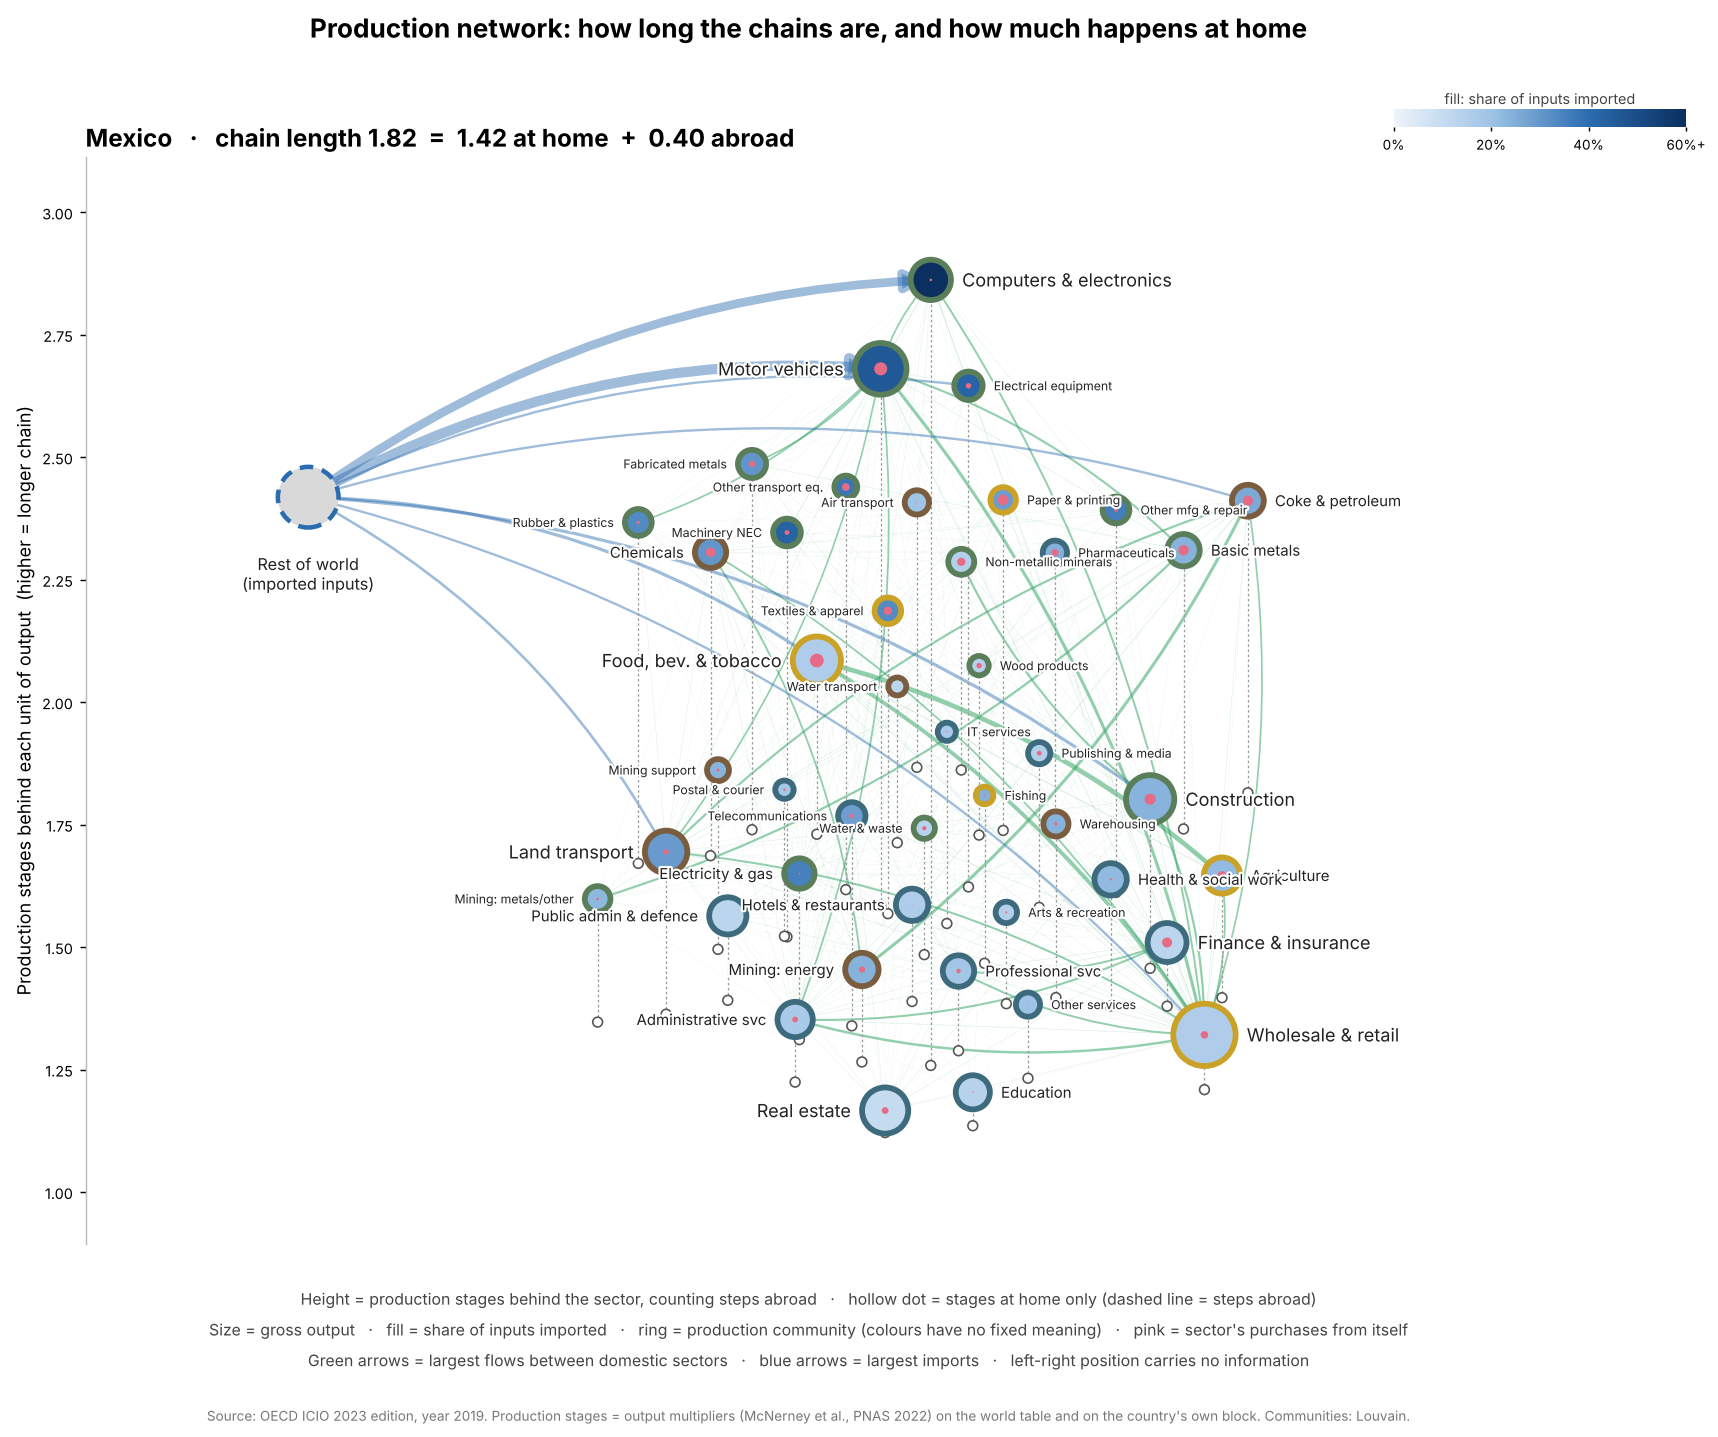 Production network: how long the chains are, and how much happens at home
fill: share of inputs imported
0%
20%
40%
60%+
Mexico · chain length 1.82 = 1.42 at home + 0.40 abroad
Production stages behind each unit of output (higher = longer chain)
3.00
2.75
2.50
2.25
2.00
1.75
1.50
1.25
1.00
Rest of world
(imported inputs)
Computers & electronics
Motor vehicles
Electrical equipment
Fabricated metals
Other transport eq.
Air transport
Paper & printing
Other mfg & repair
Coke & petroleum
Rubber & plastics
Machinery NEC
Chemicals
Pharmaceuticals
Basic metals
Non-metallic minerals
Textiles & apparel
Food, bev. & tobacco
Wood products
Water transport
IT services
Publishing & media
Mining support
Postal & courier
Fishing
Construction
Telecommunications
Water & waste
Warehousing
Land transport
Electricity & gas
Health & social work
Agriculture
Mining: metals/other
Public admin & defence
Hotels & restaurants
Arts & recreation
Finance & insurance
Mining: energy
Professional svc
Other services
Administrative svc
Wholesale & retail
Education
Real estate
Height = production stages behind the sector, counting steps abroad · hollow dot = stages at home only (dashed line = steps abroad)
Size = gross output · fill = share of inputs imported · ring = production community (colours have no fixed meaning) · pink = sector's purchases from itself
Green arrows = largest flows between domestic sectors · blue arrows = largest imports · left-right position carries no information
Source: OECD ICIO 2023 edition, year 2019. Production stages = output multipliers (McNerney et al., PNAS 2022) on the world table and on the country's own block. Communities: Louvain.